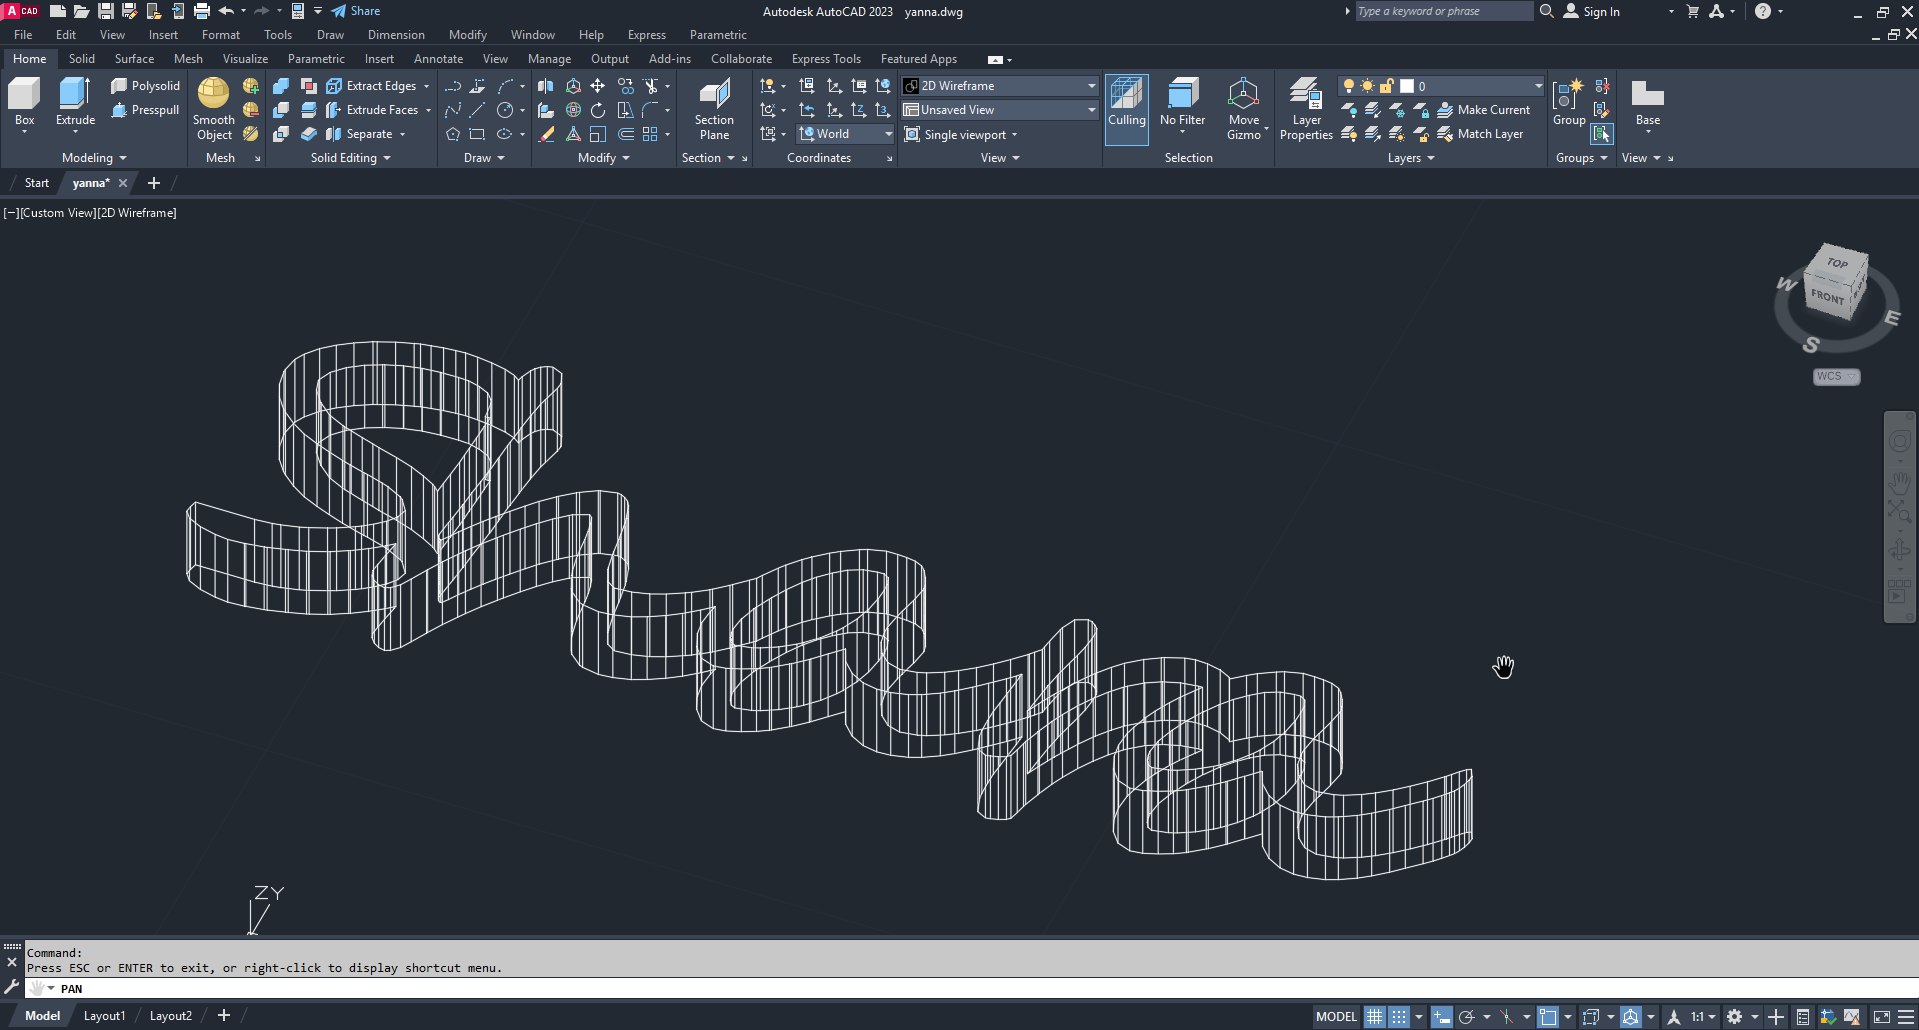 A CAD Share Autodesk AutoCAD 2023 yanna.dwg Type a keyword or phrase Sign In
File Edit View Insert Format Tools Draw Dimension Modify Window Help Express Parametric
Home Solid Surface Mesh Visualize Parametric Insert Annotate View Manage Output Add-ins Collaborate Express Tools Featured Apps
Box
Extrude
Polysolid
Presspull
Modeling
Smooth
Object
Mesh
Extract Edges
Extrude Faces
Separate
Solid Editing
Draw
Modify
Section
Plane
Section
World
Coordinates
2D Wireframe
Unsaved View
Single viewport
View
Culling
No Filter
Move
Gizmo
Selection
Layer
Properties
0
Make Current
Match Layer
Layers
Group
Groups
Base
View
Start yanna*
[−][Custom View][2D Wireframe]
TOP
FRONT
W
E
S
WCS
yanna
ZY
Command:
Press ESC or ENTER to exit, or right-click to display shortcut menu.
PAN
Model Layout1 Layout2 MODEL 1:1